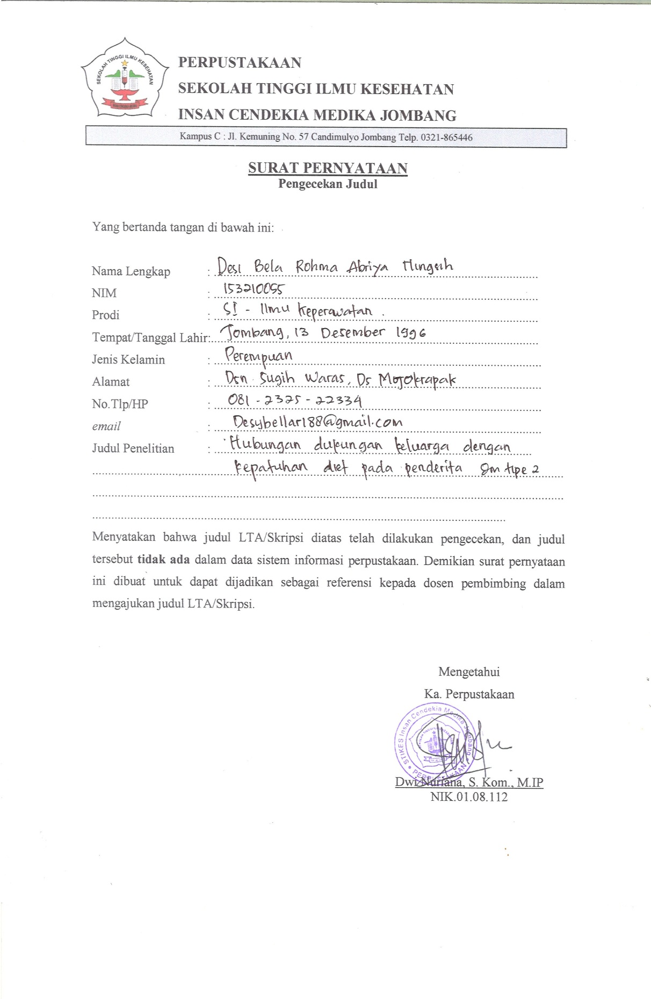 SEKOLAH TINGGI ILMU KESEHATAN
PERPUSTAKAAN
SEKOLAH TINGGI ILMU KESEHATAN
INSAN CENDEKIA MEDIKA JOMBANG
Kampus C : Jl. Kemuning No. 57 Candimulyo Jombang Telp. 0321-865446
SURAT PERNYATAAN
Pengecekan Judul
Yang bertanda tangan di bawah ini:
Nama Lengkap : Desi Bela Rohma Abriya
NIM : 153210055
Prodi : S1 - Ilmu Keperawatan .
Tempat/Tanggal Lahir: Jombang, 13 Desember 1996
Jenis Kelamin : Perempuan
Alamat : Dsn Sugih Waras, Ds Mojokrapak
No.Tlp/HP : 081 - 2325 - 22334
email : Desybellar188@gmail.com
Judul Penelitian : Hubungan dukungan keluarga dengan
kepatuhan diet pada penderita Dm tipe 2
Menyatakan bahwa judul LTA/Skripsi diatas telah dilakukan pengecekan, dan judul
tersebut tidak ada dalam data sistem informasi perpustakaan. Demikian surat pernyataan
ini dibuat untuk dapat dijadikan sebagai referensi kepada dosen pembimbing dalam
mengajukan judul LTA/Skripsi.
Mengetahui
Ka. Perpustakaan
STIKES Insan Cendekia Medika Jombang
PERPUSTAKAAN
Dwi Nuriana, S. Kom., M.IP
NIK.01.08.112